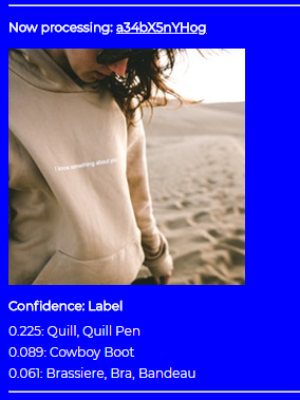 Now processing: a34bX5nYHog
I know something about you
Confidence: Label
0.225: Quill, Quill Pen
0.089: Cowboy Boot
0.061: Brassiere, Bra, Bandeau